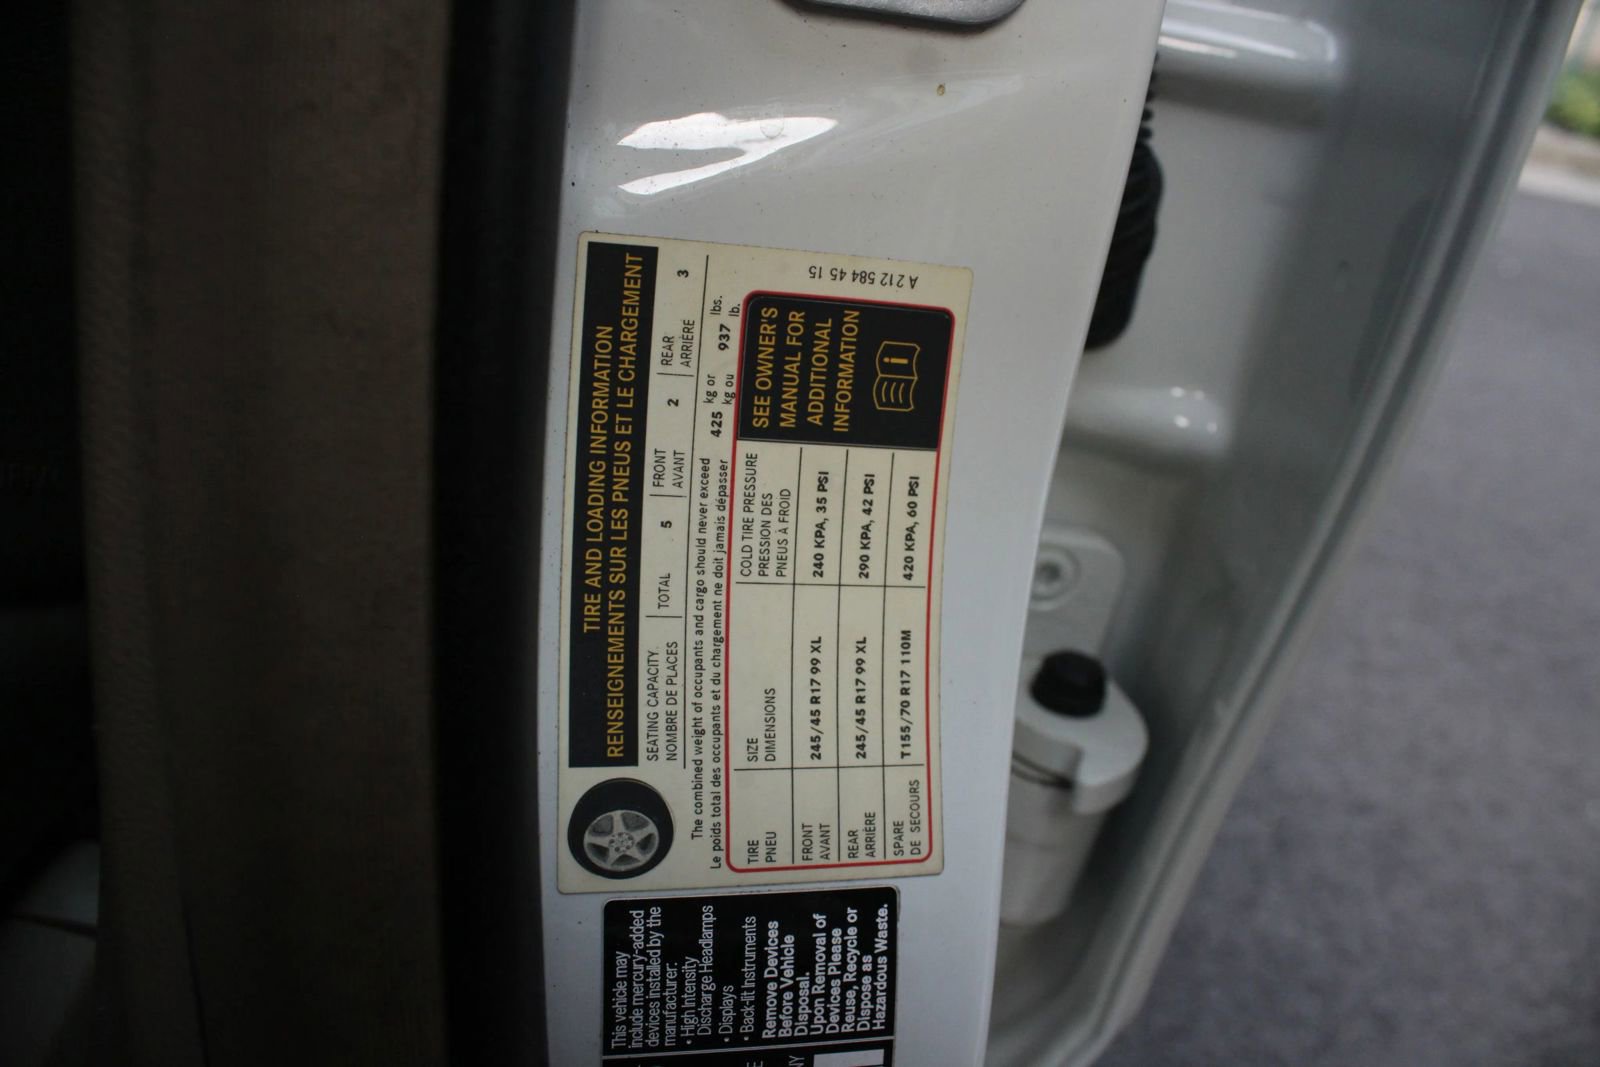 TIRE AND LOADING INFORMATION
RENSEIGNEMENTS SUR LES PNEUS ET LE CHARGEMENT
SEATING CAPACITY TOTAL 5 FRONT 2 REAR 3
NOMBRE DE PLACES AVANT ARRIÈRE
The combined weight of occupants and cargo should never exceed 425 kg or 937 lbs.
Le poids total des occupants et du chargement ne doit jamais dépasser kg ou lb.
TIRE SIZE COLD TIRE PRESSURE
PNEU DIMENSIONS PRESSION DES
PNEUS À FROID
FRONT 245/45 R17 99 XL 240 KPA, 35 PSI
AVANT
REAR 245/45 R17 99 XL 290 KPA, 42 PSI
ARRIÈRE
SPARE T155/70 R17 110M 420 KPA, 60 PSI
DE SECOURS
SEE OWNER'S
MANUAL FOR
ADDITIONAL
INFORMATION
A 212 584 45 15
This vehicle may
include mercury-added
devices installed by the
manufacturer:
• High Intensity
Discharge Headlamps
• Displays
• Back-lit Instruments
Remove Devices
Before Vehicle
Disposal.
Upon Removal of
Devices Please
Reuse, Recycle or
Dispose as
Hazardous Waste.